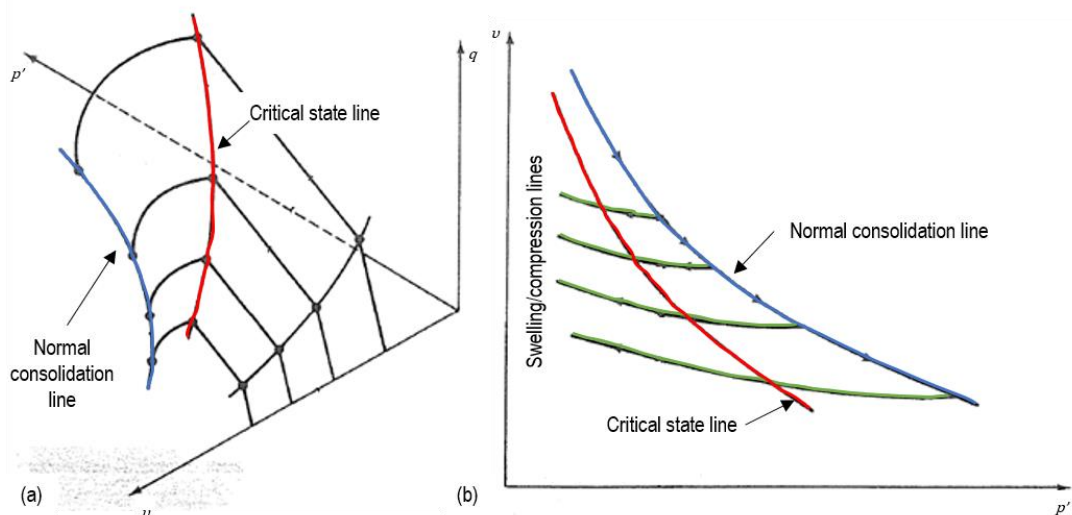 p'
q
Critical state line
Normal
consolidation
line
(a)
υ
υ
Swelling/compression lines
Normal consolidation line
Critical state line
(b)
p'